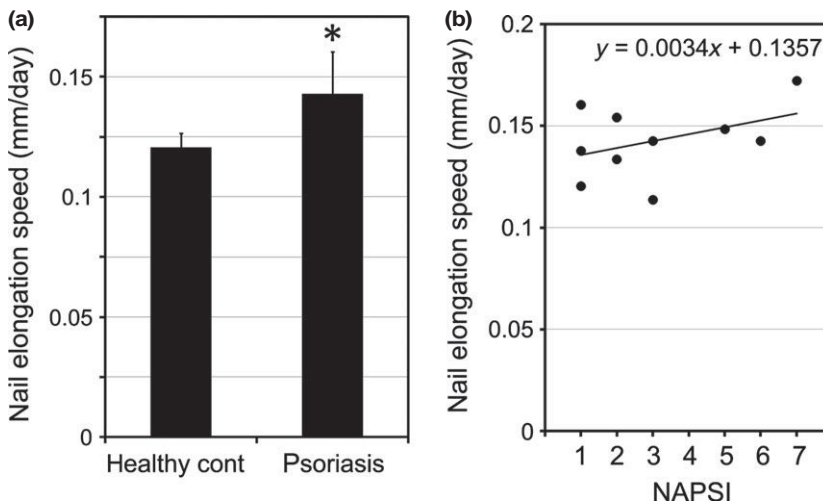 (a)
Nail elongation speed (mm/day)
0.15
0.1
0.05
0
*
Healthy cont
Psoriasis
(b)
Nail elongation speed (mm/day)
0.2
0.15
0.1
0.05
0
y = 0.0034x + 0.1357
1 2 3 4 5 6 7
NAPSI